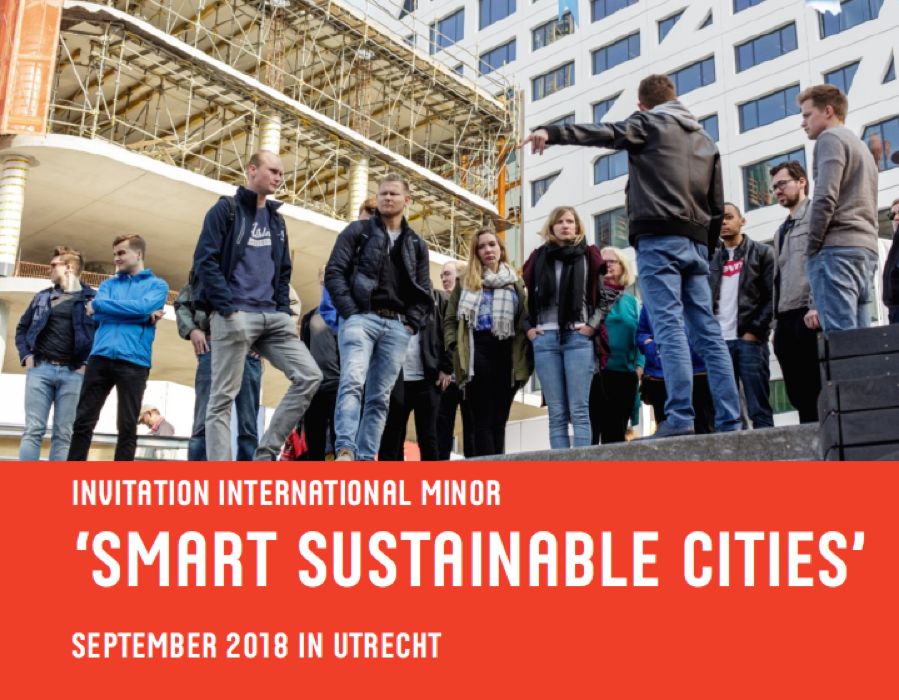 INVITATION INTERNATIONAL MINOR
‘SMART SUSTAINABLE CITIES’
SEPTEMBER 2018 IN UTRECHT